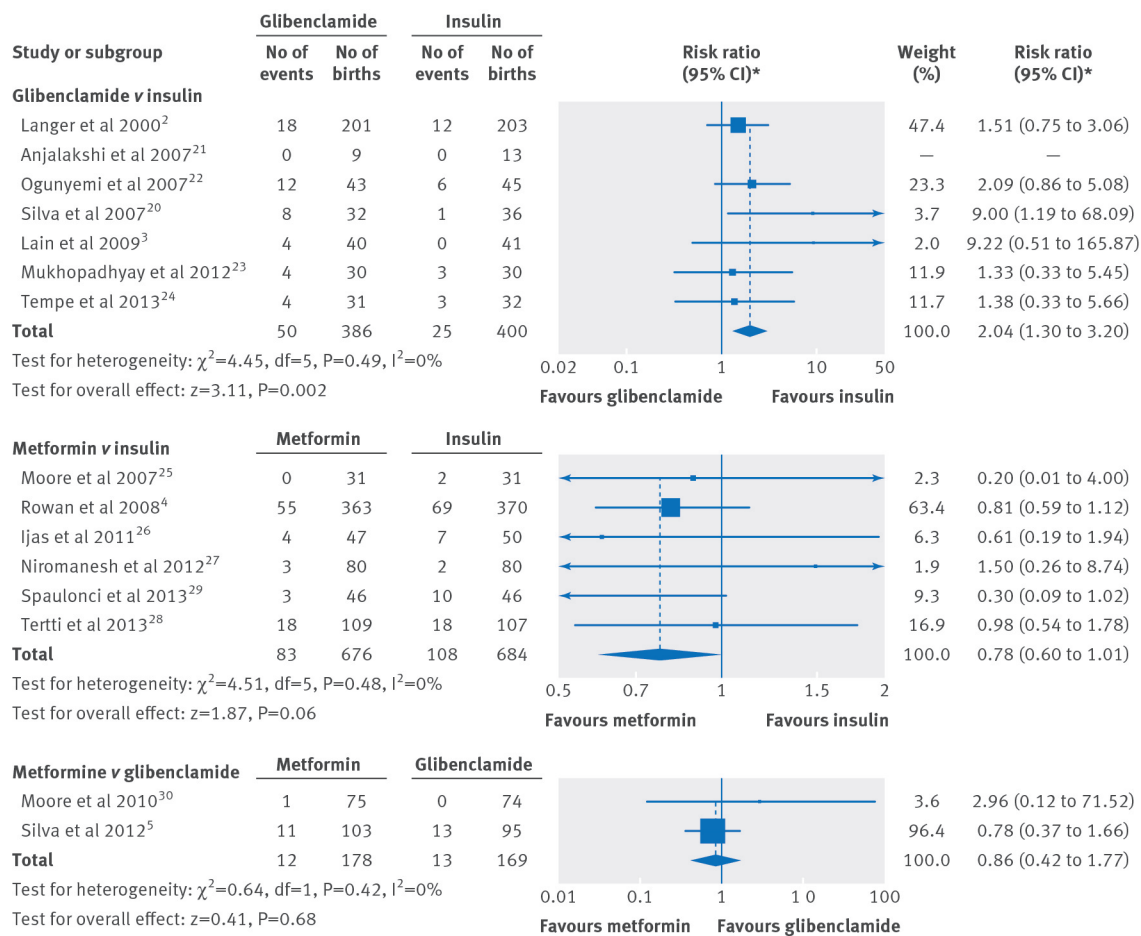 Glibenclamide Insulin
Study or subgroup No of events No of births No of events No of births Risk ratio (95% CI)* Weight (%) Risk ratio (95% CI)*
Glibenclamide v insulin
Langer et al 2000² 18 201 12 203 47.4 1.51 (0.75 to 3.06)
Anjalakshi et al 2007²¹ 0 9 0 13 — —
Ogunyemi et al 2007²² 12 43 6 45 23.3 2.09 (0.86 to 5.08)
Silva et al 2007²⁰ 8 32 1 36 3.7 9.00 (1.19 to 68.09)
Lain et al 2009³ 4 40 0 41 2.0 9.22 (0.51 to 165.87)
Mukhopadhyay et al 2012²³ 4 30 3 30 11.9 1.33 (0.33 to 5.45)
Tempe et al 2013²⁴ 4 31 3 32 11.7 1.38 (0.33 to 5.66)
Total 50 386 25 400 100.0 2.04 (1.30 to 3.20)
Test for heterogeneity: χ²=4.45, df=5, P=0.49, I²=0%
0.02 0.1 1 10 50
Test for overall effect: z=3.11, P=0.002
Favours glibenclamide Favours insulin
Metformin v insulin Metformin Insulin
Moore et al 2007²⁵ 0 31 2 31 2.3 0.20 (0.01 to 4.00)
Rowan et al 2008⁴ 55 363 69 370 63.4 0.81 (0.59 to 1.12)
Ijas et al 2011²⁶ 4 47 7 50 6.3 0.61 (0.19 to 1.94)
Niromanesh et al 2012²⁷ 3 80 2 80 1.9 1.50 (0.26 to 8.74)
Spaulonci et al 2013²⁹ 3 46 10 46 9.3 0.30 (0.09 to 1.02)
Tertti et al 2013²⁸ 18 109 18 107 16.9 0.98 (0.54 to 1.78)
Total 83 676 108 684 100.0 0.78 (0.60 to 1.01)
Test for heterogeneity: χ²=4.51, df=5, P=0.48, I²=0%
0.5 0.7 1 1.5 2
Test for overall effect: z=1.87, P=0.06
Favours metformin Favours insulin
Metformine v glibenclamide Metformin Glibenclamide
Moore et al 2010³⁰ 1 75 0 74 3.6 2.96 (0.12 to 71.52)
Silva et al 2012⁵ 11 103 13 95 96.4 0.78 (0.37 to 1.66)
Total 12 178 13 169 100.0 0.86 (0.42 to 1.77)
Test for heterogeneity: χ²=0.64, df=1, P=0.42, I²=0%
0.01 0.1 1 10 100
Test for overall effect: z=0.41, P=0.68
Favours metformin Favours glibenclamide